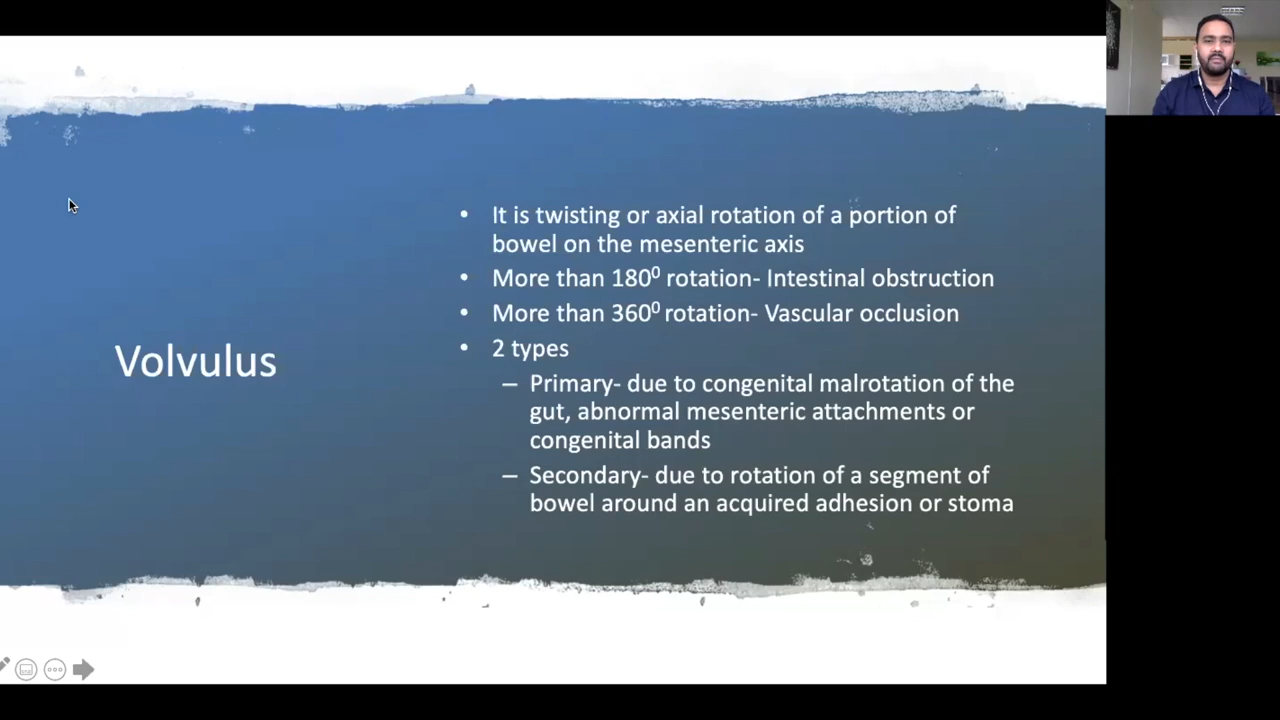 Volvulus
• It is twisting or axial rotation of a portion of
bowel on the mesenteric axis
• More than 180⁰ rotation- Intestinal obstruction
• More than 360⁰ rotation- Vascular occlusion
• 2 types
– Primary- due to congenital malrotation of the
gut, abnormal mesenteric attachments or
congenital bands
– Secondary- due to rotation of a segment of
bowel around an acquired adhesion or stoma